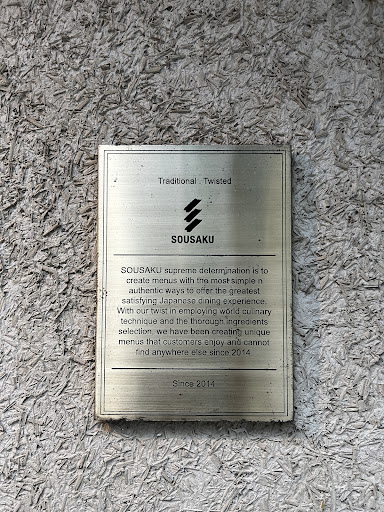 Traditional . Twisted
SOUSAKU
SOUSAKU supreme determination is to
create menus with the most simple n
authentic ways to offer the greatest
satisfying Japanese dining experience.
With our twist in employing world culinary
technique and the thorough ingredients
selection, we have been creating unique
menus that customers enjoy and cannot
find anywhere else since 2014
Since 2014